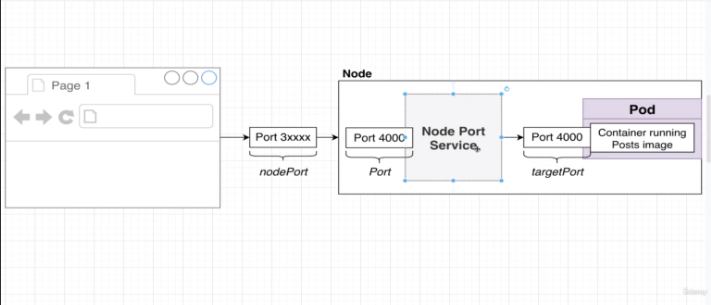 Page 1
Node
Port 3xxxx
nodePort
Port 4000
Port
Node Port
Service
Port 4000
targetPort
Pod
Container running
Posts image
Udemy